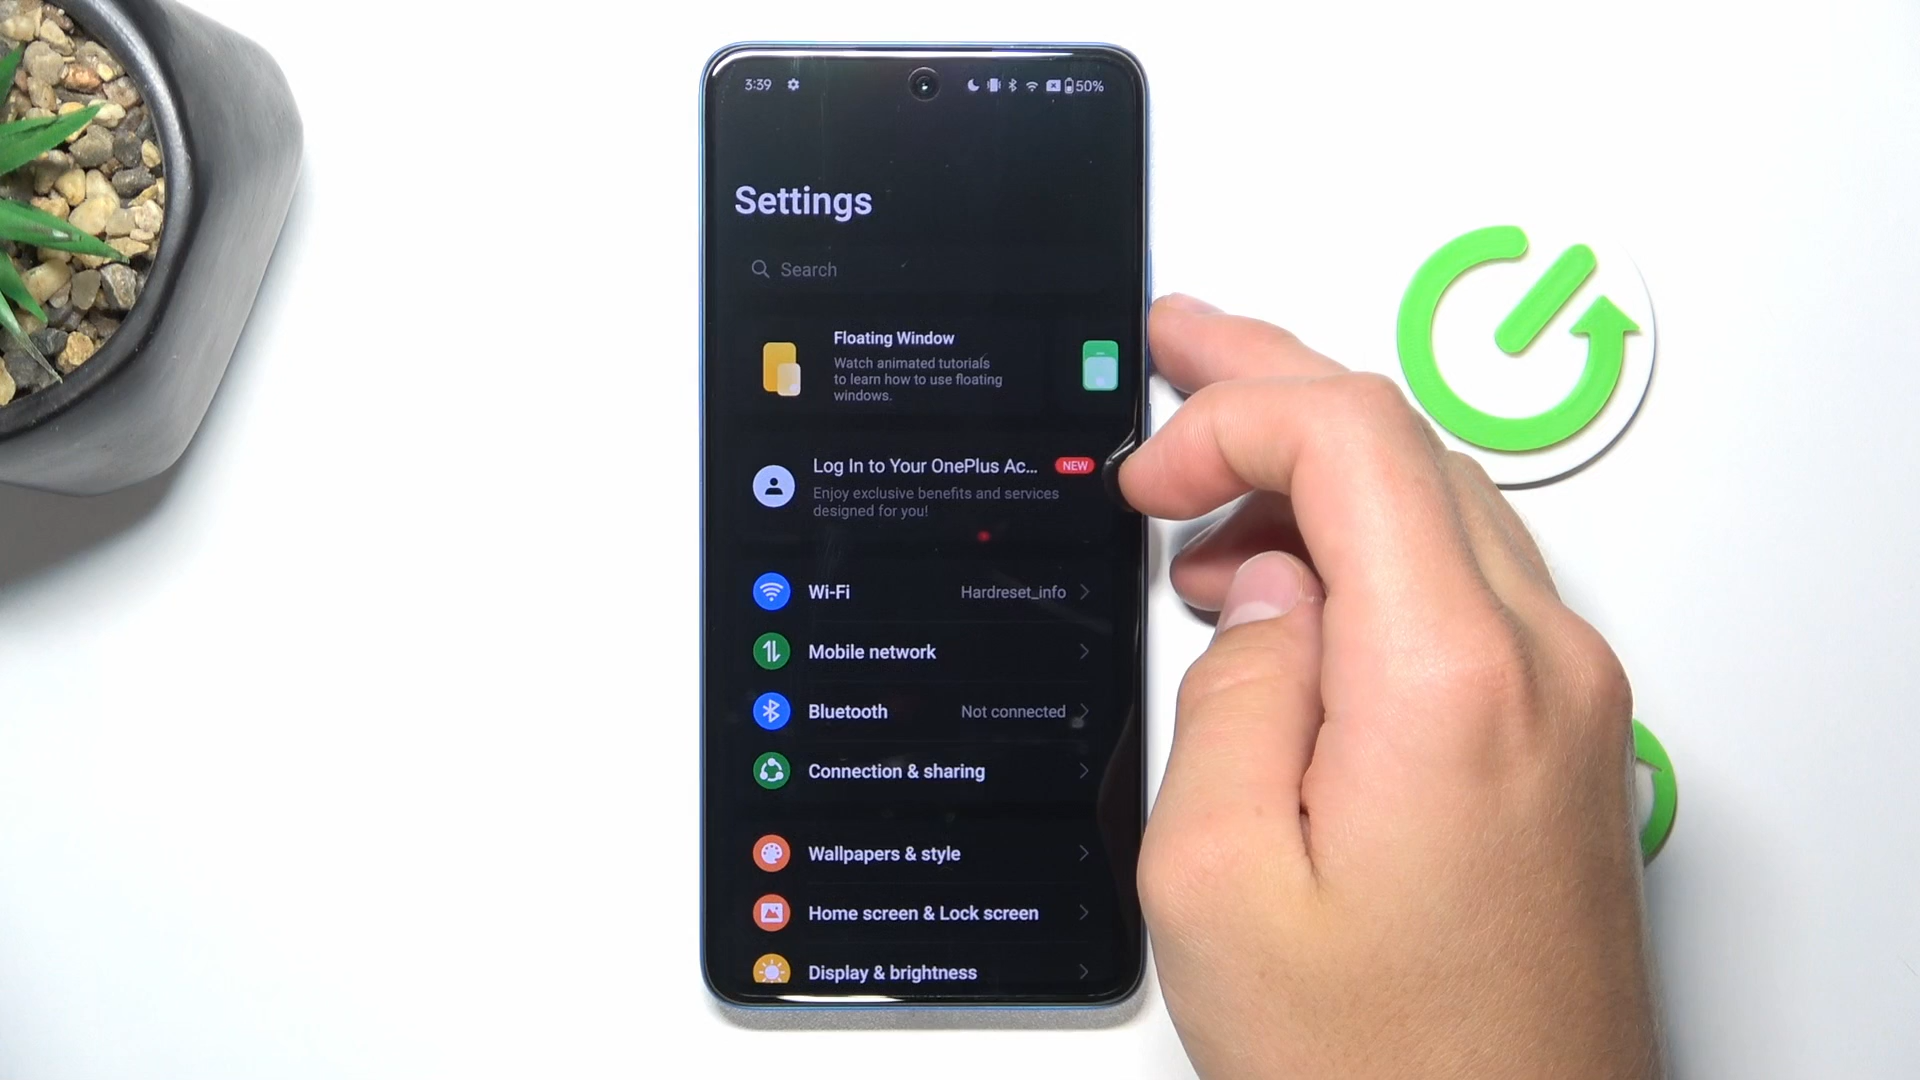 3:39
50%
Settings
Search
Floating Window
Watch animated tutorials
to learn how to use floating
windows.
Log In to Your OnePlus Ac...
NEW
Enjoy exclusive benefits and services
designed for you!
Wi-Fi
Hardreset_info
Mobile network
Bluetooth
Not connected
Connection & sharing
Wallpapers & style
Home screen & Lock screen
Display & brightness